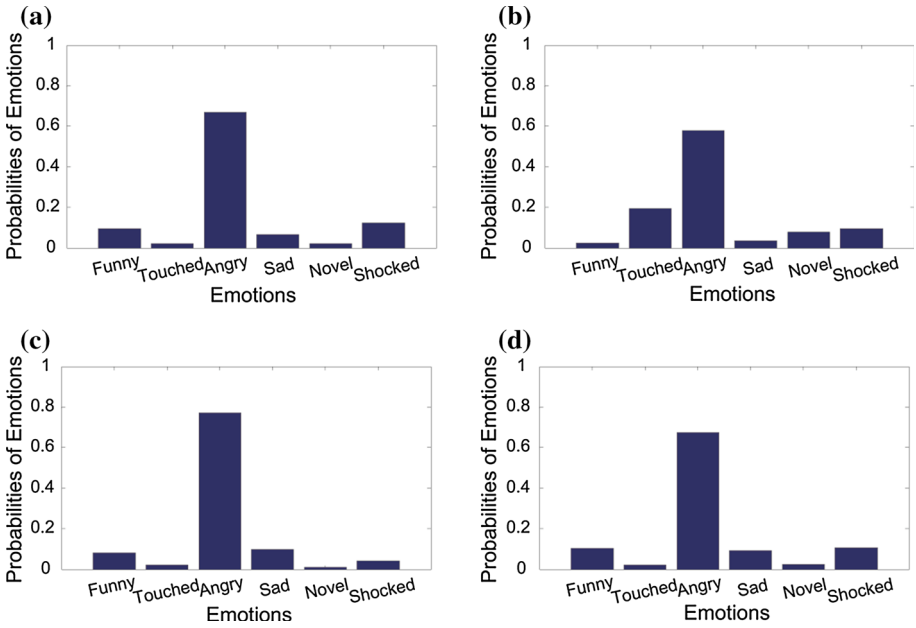 (a)
Probabilities of Emotions
1
0.8
0.6
0.4
0.2
0
Funny Touched Angry Sad Novel Shocked
Emotions
(b)
Probabilities of Emotions
1
0.8
0.6
0.4
0.2
0
Funny Touched Angry Sad Novel Shocked
Emotions
(c)
Probabilities of Emotions
1
0.8
0.6
0.4
0.2
0
Funny Touched Angry Sad Novel Shocked
Emotions
(d)
Probabilities of Emotions
1
0.8
0.6
0.4
0.2
0
Funny Touched Angry Sad Novel Shocked
Emotions